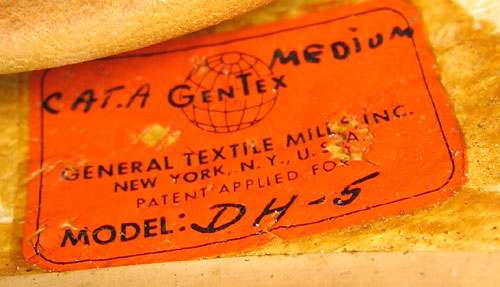 CAT.A GENTEX MEDIUM
GENERAL TEXTILE MILLS, INC.
NEW YORK, N.Y., U.S.A.
PATENT APPLIED FOR
MODEL: DH-5